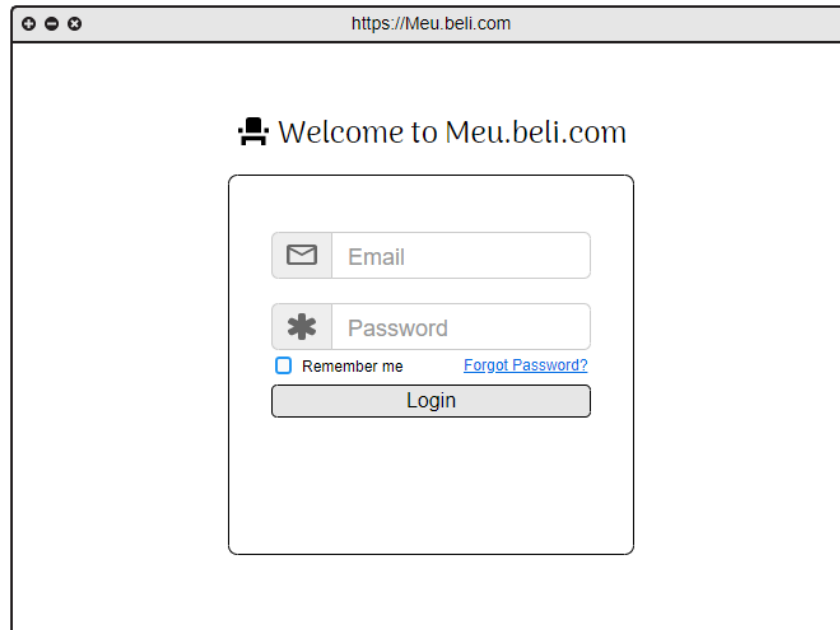 https://Meu.beli.com
Welcome to Meu.beli.com
Email
Password
Remember me Forgot Password?
Login